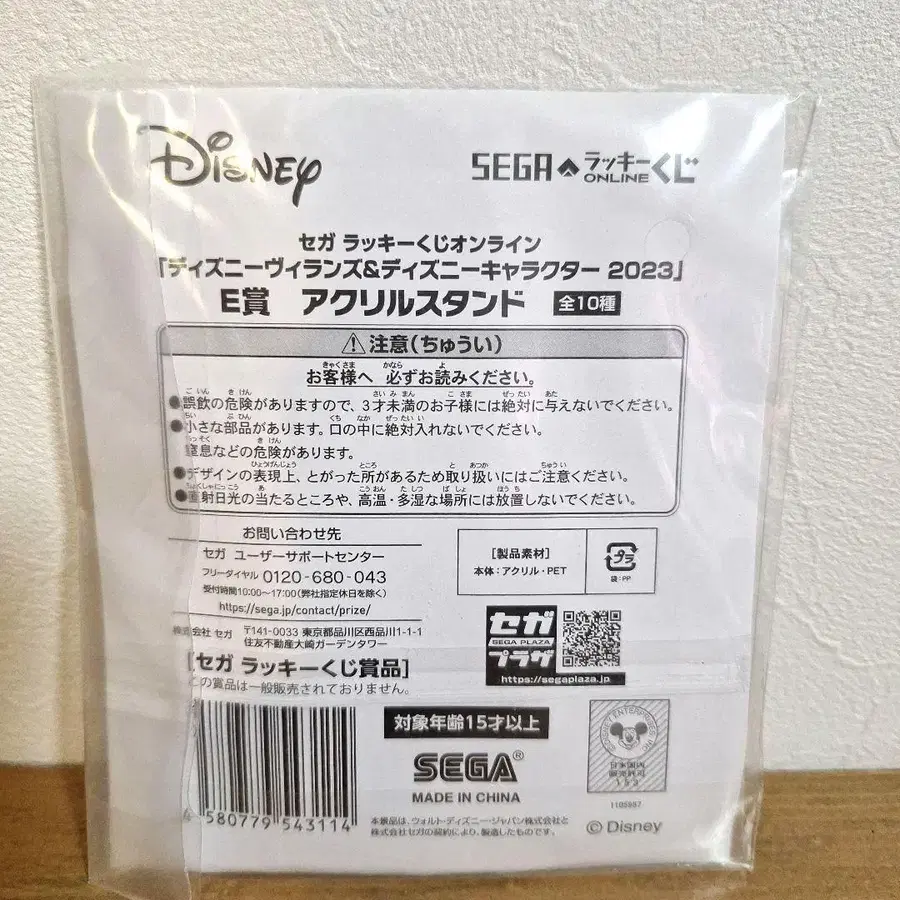 Disney
SEGA ラッキーくじ ONLINE
セガ ラッキーくじオンライン
「ディズニーヴィランズ&ディズニーキャラクター 2023」
E賞 アクリルスタンド 全10種
注意(ちゅうい)
お客様へ 必ずお読みください。
●誤飲の危険がありますので、3才未満のお子様には絶対に与えないでください。
●小さな部品があります。口の中に絶対入れないでください。
窒息などの危険があります。
●デザインの表現上、とがった所があるため取り扱いにはご注意ください。
●直射日光の当たるところや、高温・多湿な場所には放置しないでください。
お問い合わせ先
セガ ユーザーサポートセンター
フリーダイヤル 0120-680-043
受付時間10:00~17:00(弊社指定休日を除く)
https://sega.jp/contact/prize/
株式会社 セガ 〒141-0033 東京都品川区西品川1-1-1
住友不動産大崎ガーデンタワー
[製品素材]
本体:アクリル・PET
プラ
袋:PP
セガ
SEGA PLAZA
プラザ
https://segaplaza.jp/
[セガ ラッキーくじ賞品]
この賞品は一般販売されておりません。
4 580779 543114
対象年齢15才以上
SEGA®
MADE IN CHINA
本景品は、ウォルト・ディズニー・ジャパン株式会社と
株式会社セガの契約により、製造したものです。
1105887
© Disney